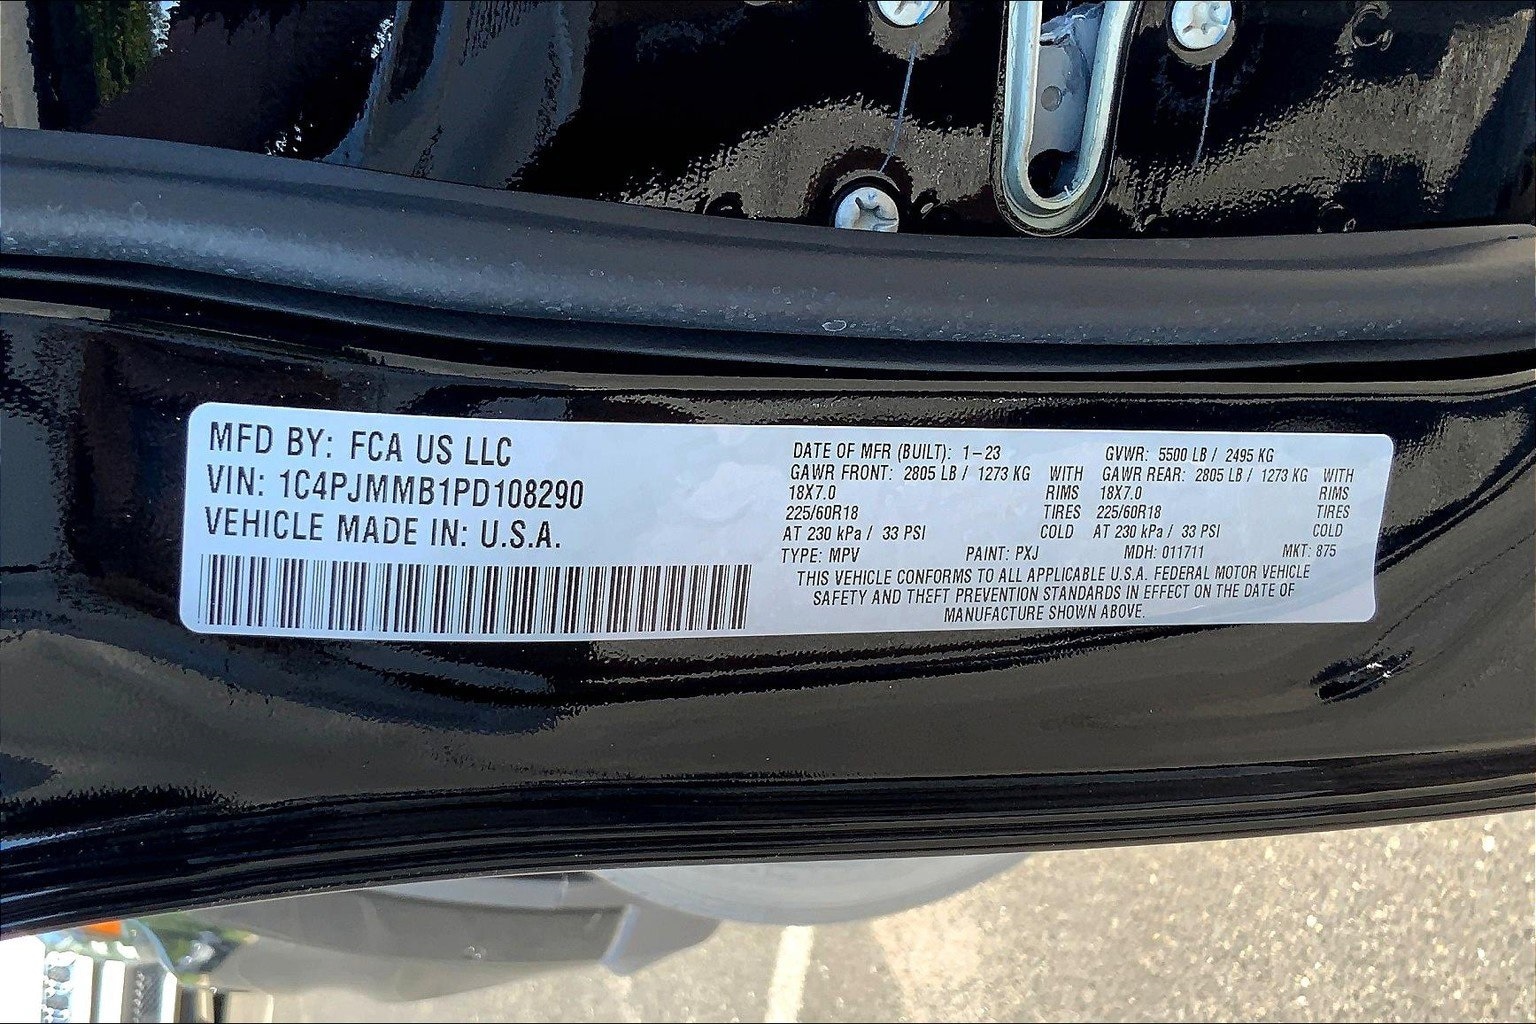 MFD BY: FCA US LLC
VIN: 1C4PJMMB1PD108290
VEHICLE MADE IN: U.S.A.
DATE OF MFR (BUILT): 1-23 GVWR: 5500 LB / 2495 KG
GAWR FRONT: 2805 LB / 1273 KG WITH GAWR REAR: 2805 LB / 1273 KG WITH
18X7.0 RIMS 18X7.0 RIMS
225/60R18 TIRES 225/60R18 TIRES
AT 230 kPa / 33 PSI COLD AT 230 kPa / 33 PSI COLD
TYPE: MPV PAINT: PXJ MDH: 011711 MKT: 875
THIS VEHICLE CONFORMS TO ALL APPLICABLE U.S.A. FEDERAL MOTOR VEHICLE
SAFETY AND THEFT PREVENTION STANDARDS IN EFFECT ON THE DATE OF
MANUFACTURE SHOWN ABOVE.